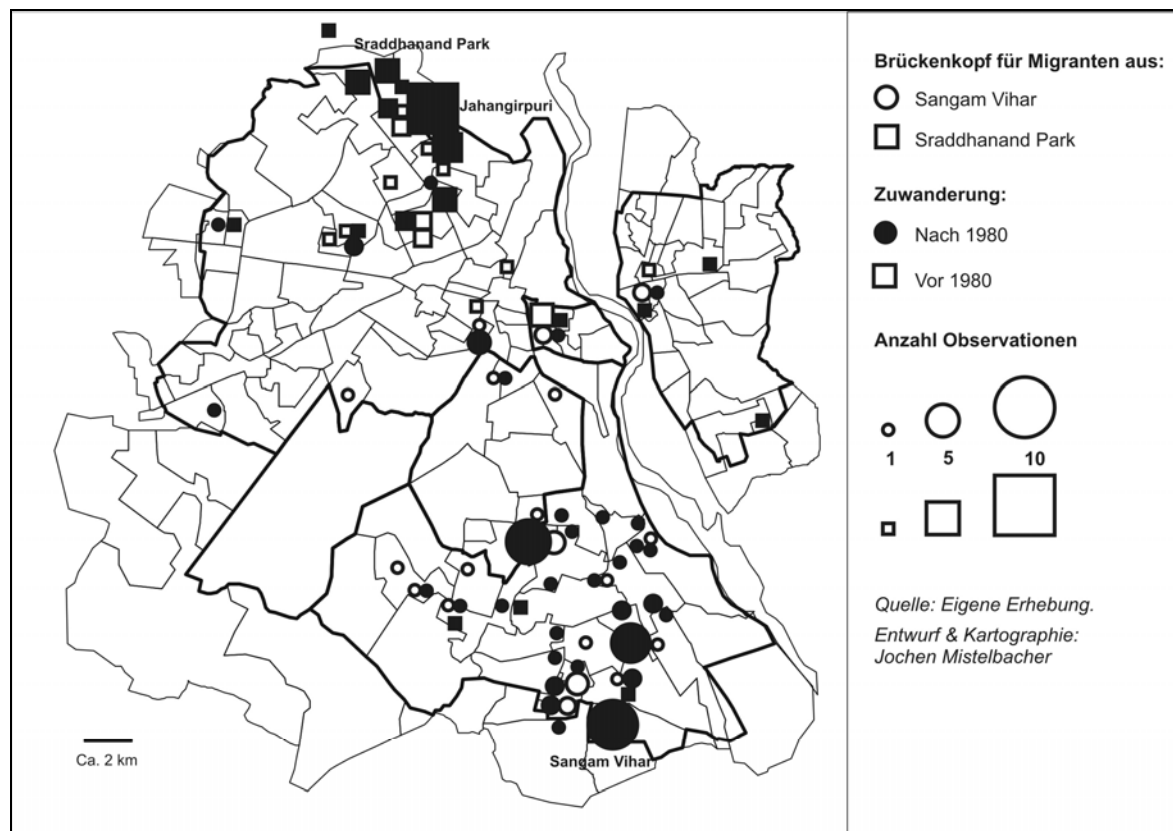 Sraddhanand Park
Jahangirpuri
Sangam Vihar
Ca. 2 km
Brückenkopf für Migranten aus:
Sangam Vihar
Sraddhanand Park
Zuwanderung:
Nach 1980
Vor 1980
Anzahl Observationen
1 5 10
Quelle: Eigene Erhebung.
Entwurf & Kartographie:
Jochen Mistelbacher